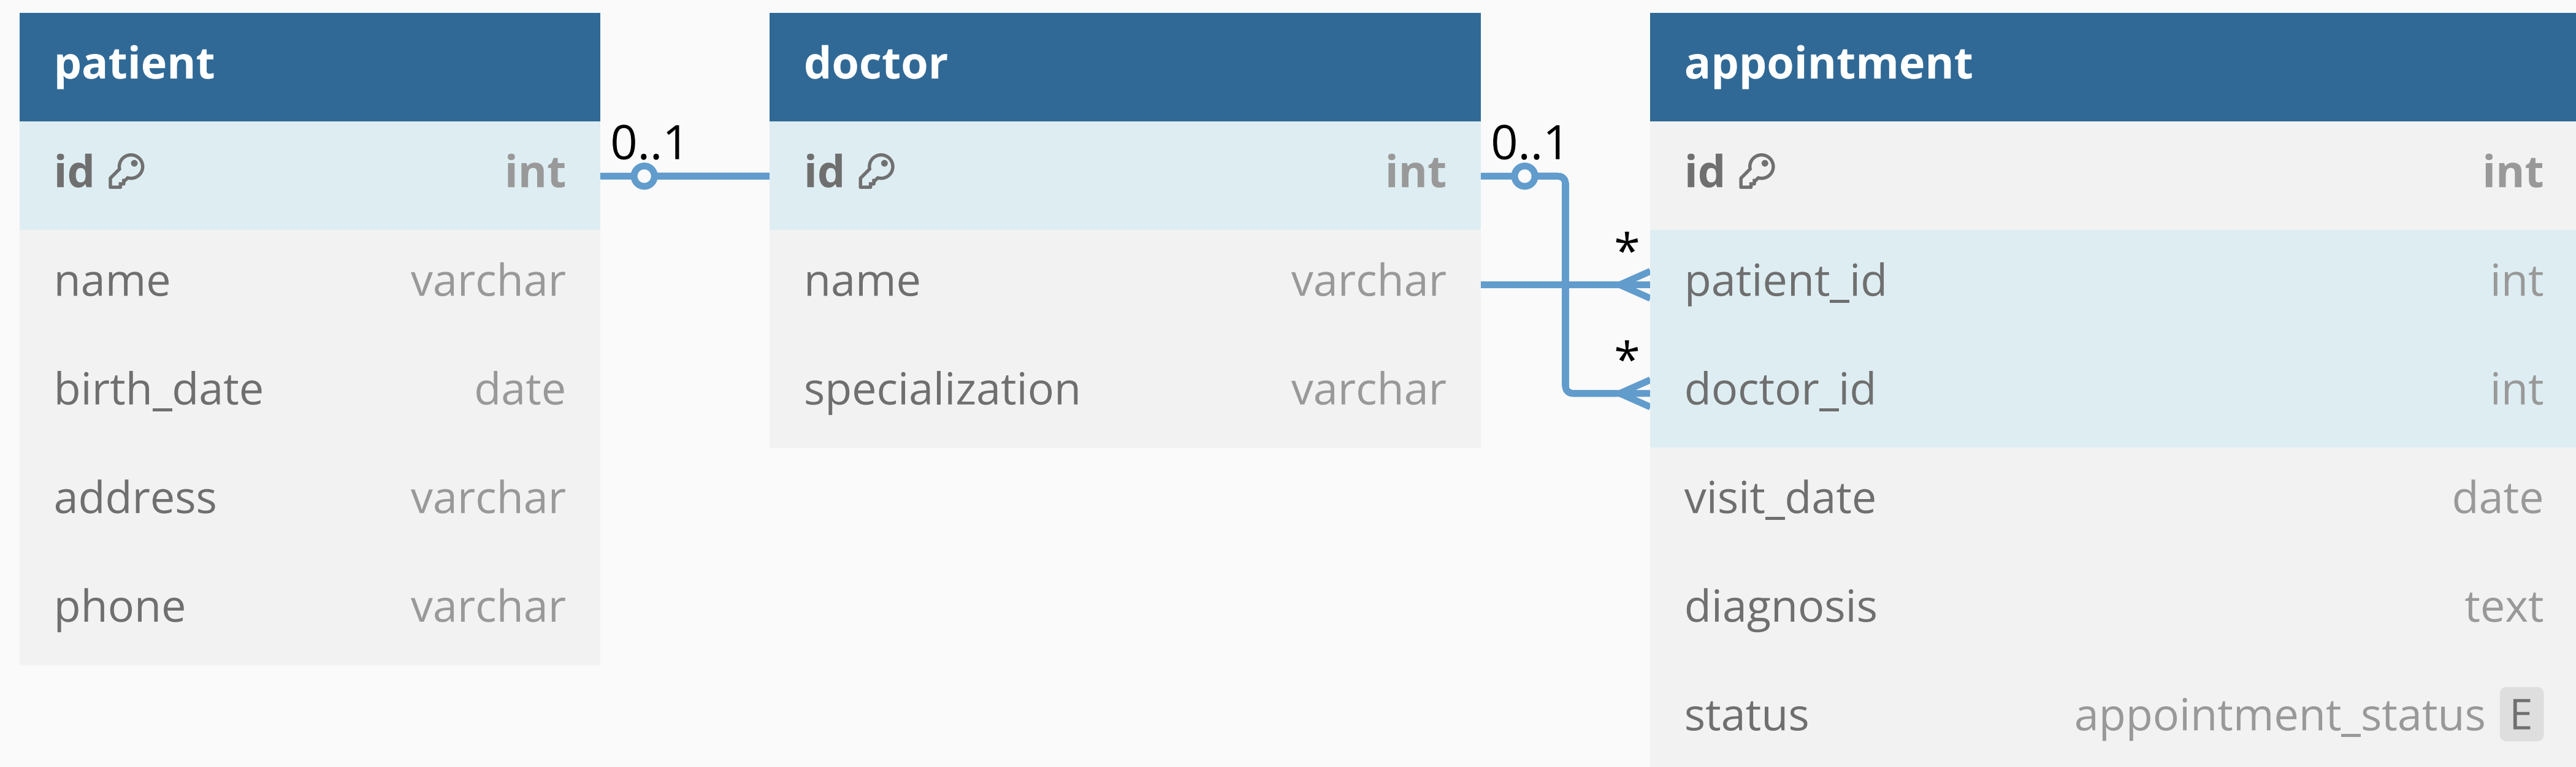 patient
id int
name varchar
birth_date date
address varchar
phone varchar
0..1
doctor
id int
name varchar
specialization varchar
0..1
*
*
appointment
id int
patient_id int
doctor_id int
visit_date date
diagnosis text
status appointment_status E